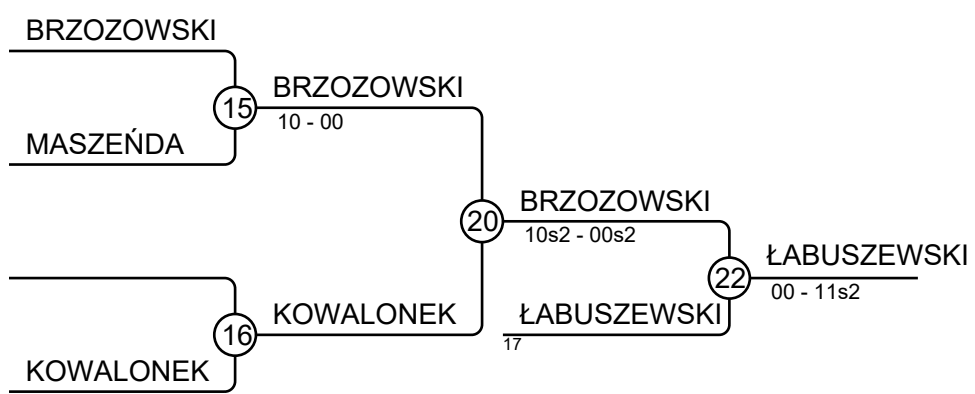 BRZOZOWSKI
15
BRZOZOWSKI
10 - 00
MASZEŃDA
20
BRZOZOWSKI
10s2 - 00s2
22
ŁABUSZEWSKI
00 - 11s2
16
KOWALONEK
ŁABUSZEWSKI
17
KOWALONEK